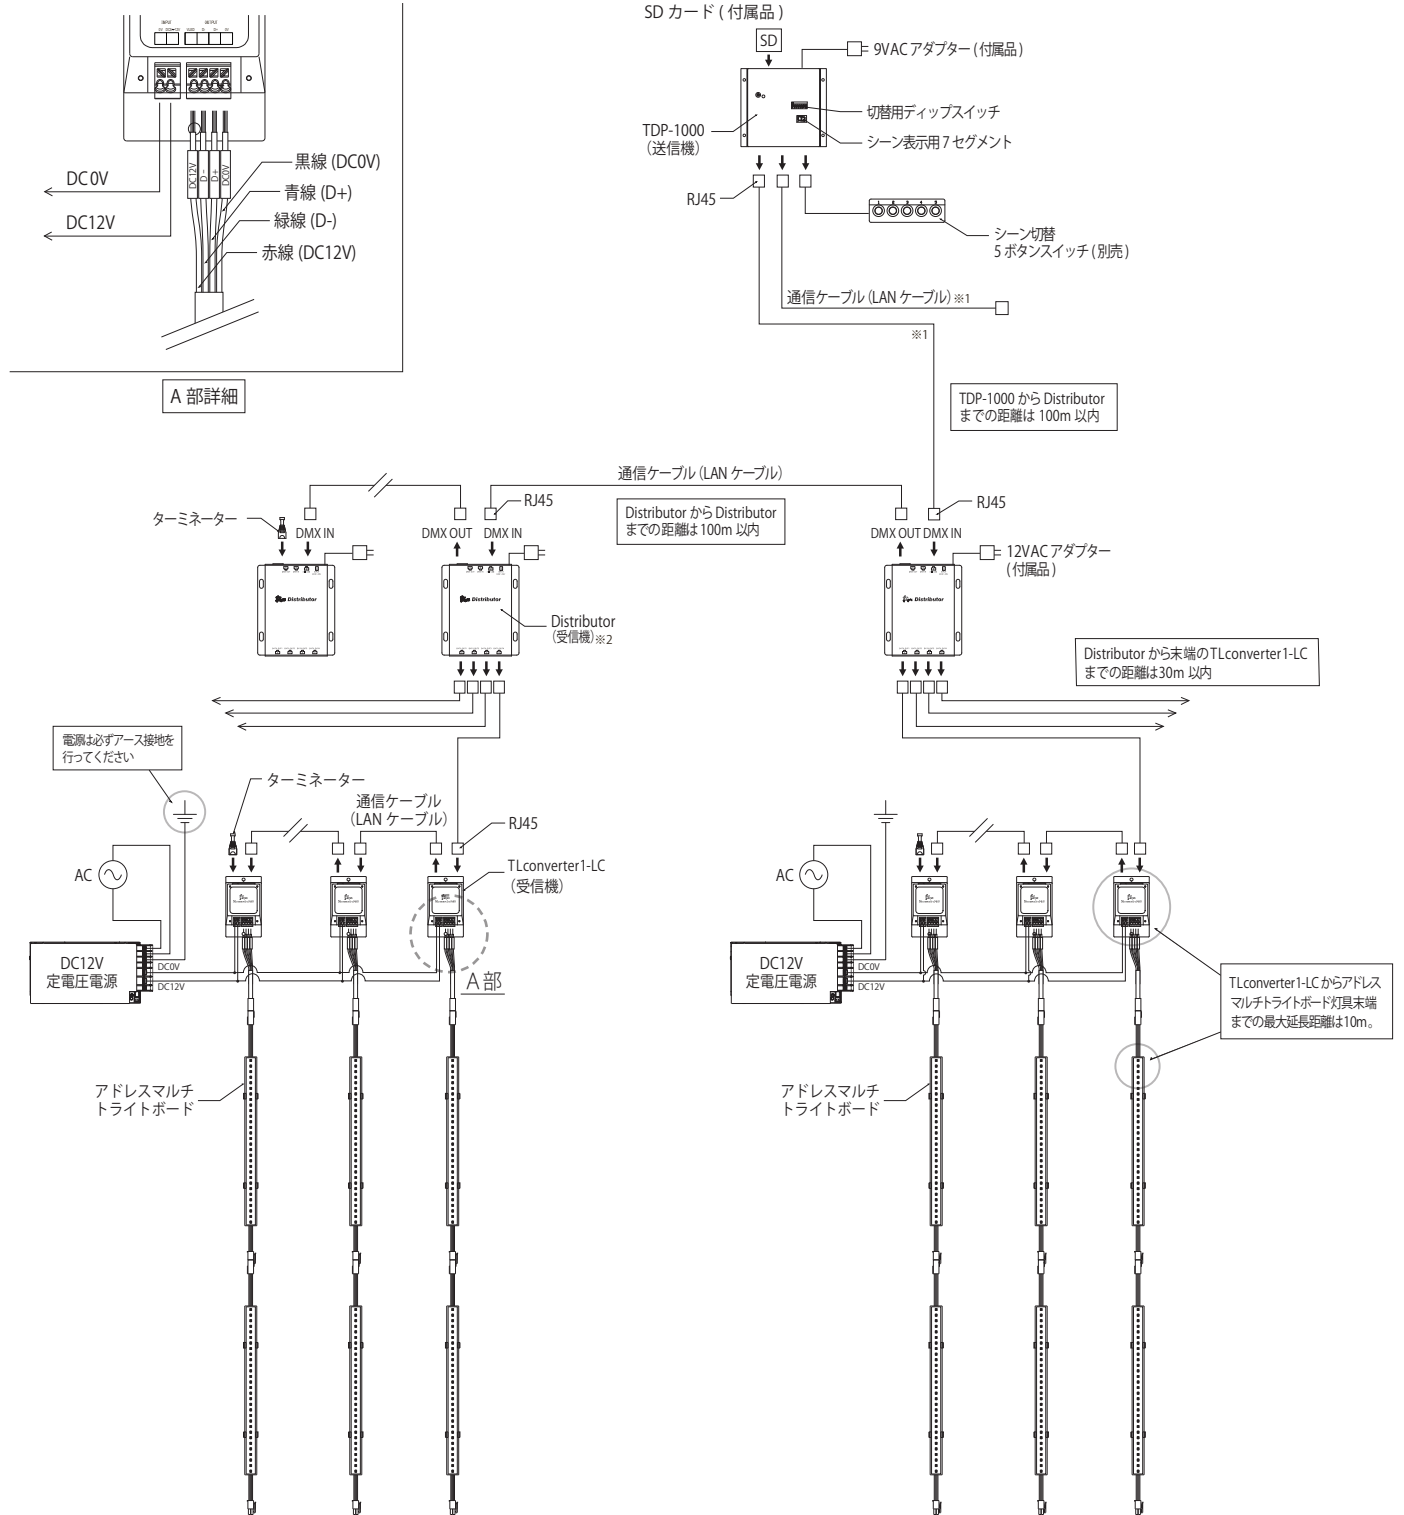 INPUT
OUTPUT
DC12V
D -
D +
DC0V
DC0V
DC12V
黒線 (DC0V)
青線 (D+)
緑線 (D-)
赤線 (DC12V)
A 部詳細
SD カード ( 付属品 )
SD
9VAC アダプター ( 付属品)
切替用ディップスイッチ
シーン表示用 7 セグメント
TDP-1000
(送信機)
RJ45
1 2 3 4 5
シーン切替
5 ボタンスイッチ ( 別売 )
通信ケーブル (LAN ケーブル) ※1
※1
TDP-1000 から Distributor
までの距離は 100m 以内
通信ケーブル (LAN ケーブル)
Distributor から Distributor
までの距離は 100m 以内
ターミネーター
DMX IN
DMX OUT
DMX IN
RJ45
DMX OUT
DMX IN
RJ45
12VAC アダプター
( 付属品 )
Distributor
Distributor
Distributor
Distributor
(受信機) ※2
Distributor から末端のTLconverter1-LC
までの距離は30m 以内
電源は必ずアース接地を
行ってください
ターミネーター
通信ケーブル
(LAN ケーブル)
RJ45
TLconverter1-LC
(受信機)
AC
DC12V
定電圧電源
DC0V
DC12V
A 部
アドレスマルチ
トライトボード
AC
DC12V
定電圧電源
DC0V
DC12V
TLconverter1-LC からアドレス
マルチトライトボード灯具末端
までの最大延長距離は10m。
アドレスマルチ
トライトボード